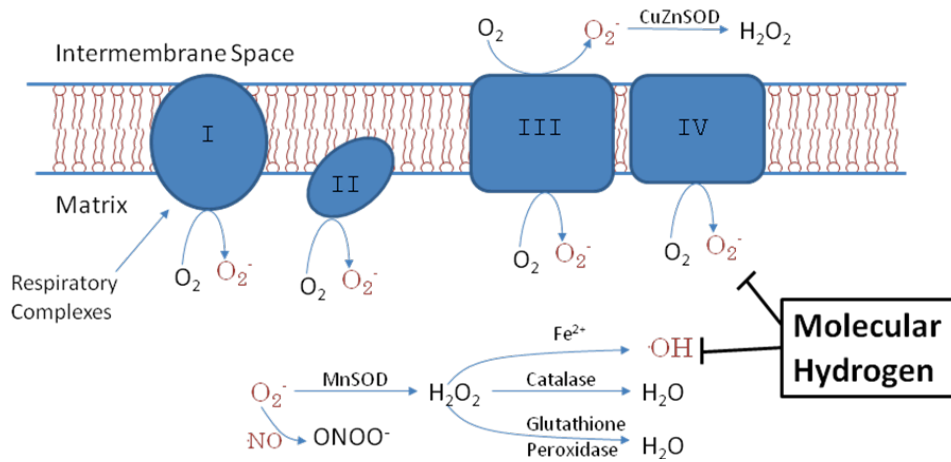 O₂ O₂⁻ CuZnSOD H₂O₂
Intermembrane Space
I II III IV
Matrix
O₂ O₂⁻ O₂ O₂⁻ O₂ O₂⁻ O₂ O₂⁻
Respiratory
Complexes
Molecular
Hydrogen
Fe²⁺ ·OH
O₂⁻ MnSOD H₂O₂ Catalase H₂O
·NO ONOO⁻
Glutathione
Peroxidase H₂O